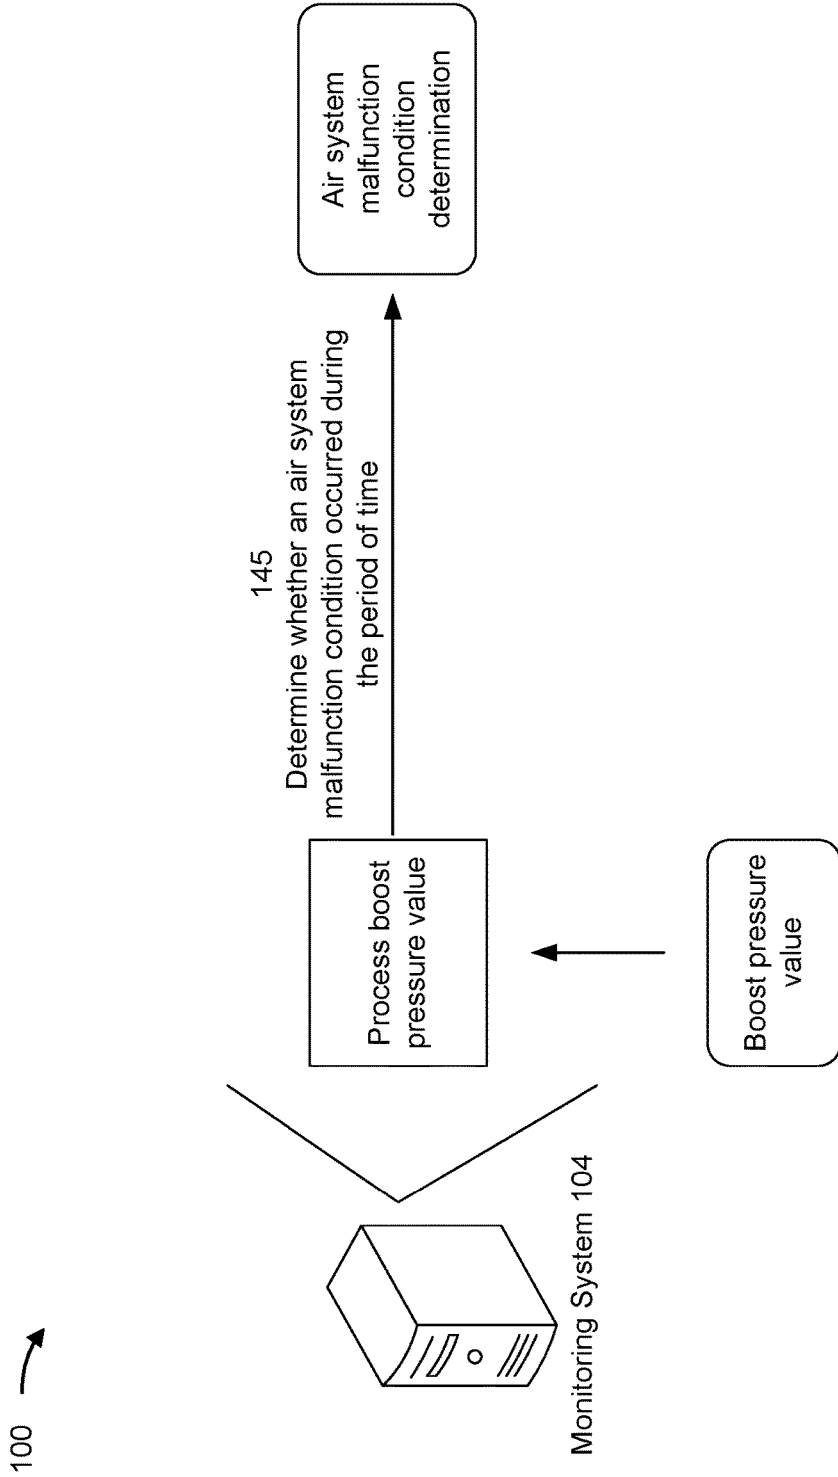 100
Monitoring System 104
Process boost
pressure value
Boost pressure
value
145
Determine whether an air system
malfunction condition occurred during
the period of time
Air system
malfunction
condition
determination